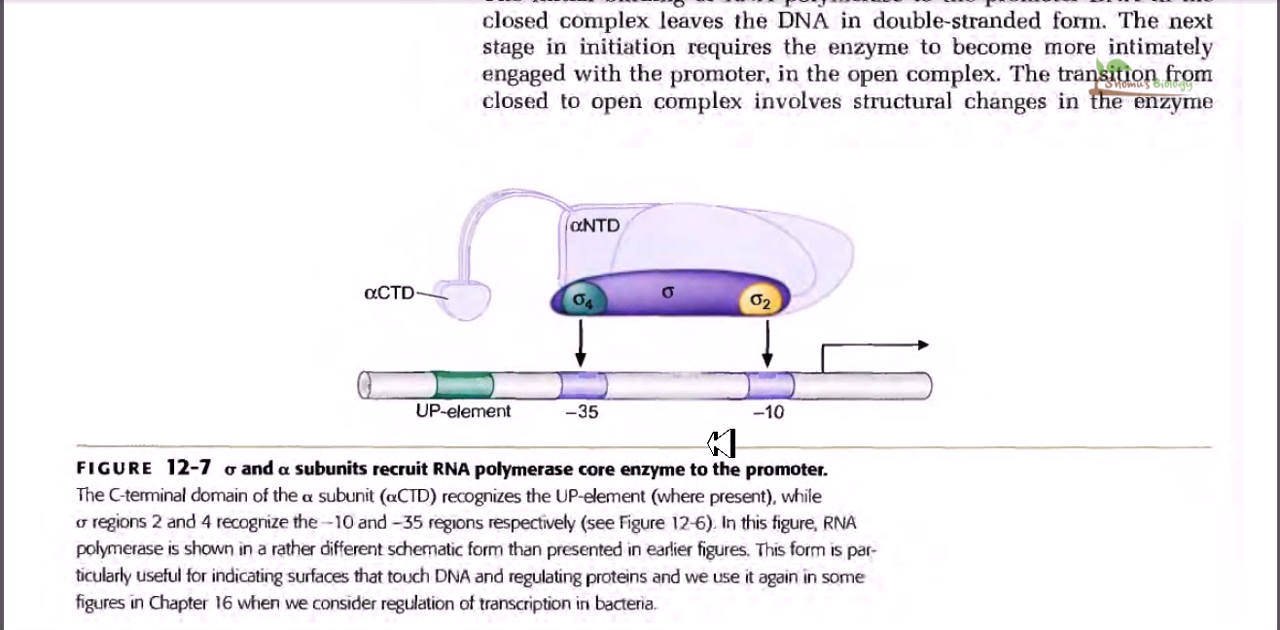 closed complex leaves the DNA in double-stranded form. The next
stage in initiation requires the enzyme to become more intimately
engaged with the promoter, in the open complex. The transition from
closed to open complex involves structural changes in the enzyme
Shomu's Biology
αNTD
αCTD
σ4
σ
σ2
UP-element
−35
−10
FIGURE 12-7 σ and α subunits recruit RNA polymerase core enzyme to the promoter.
The C-terminal domain of the α subunit (αCTD) recognizes the UP-element (where present), while
σ regions 2 and 4 recognize the −10 and −35 regions respectively (see Figure 12-6). In this figure, RNA
polymerase is shown in a rather different schematic form than presented in earlier figures. This form is par-
ticularly useful for indicating surfaces that touch DNA and regulating proteins and we use it again in some
figures in Chapter 16 when we consider regulation of transcription in bacteria.